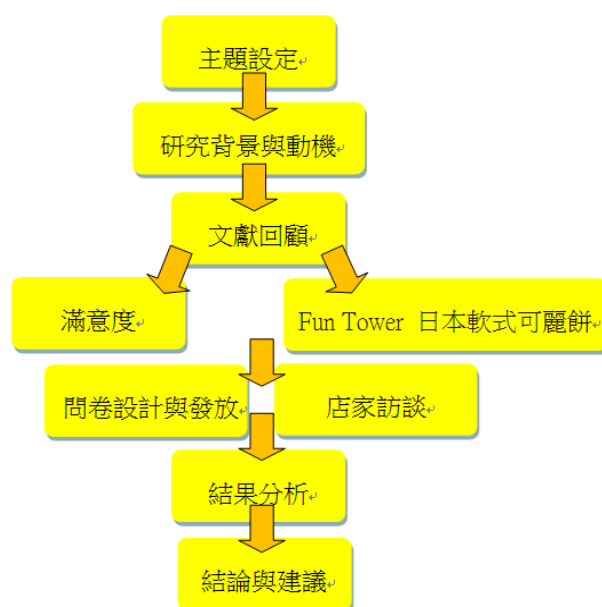 主題設定
研究背景與動機
文獻回顧
滿意度
Fun Tower 日本軟式可麗餅
問卷設計與發放
店家訪談
結果分析
結論與建議